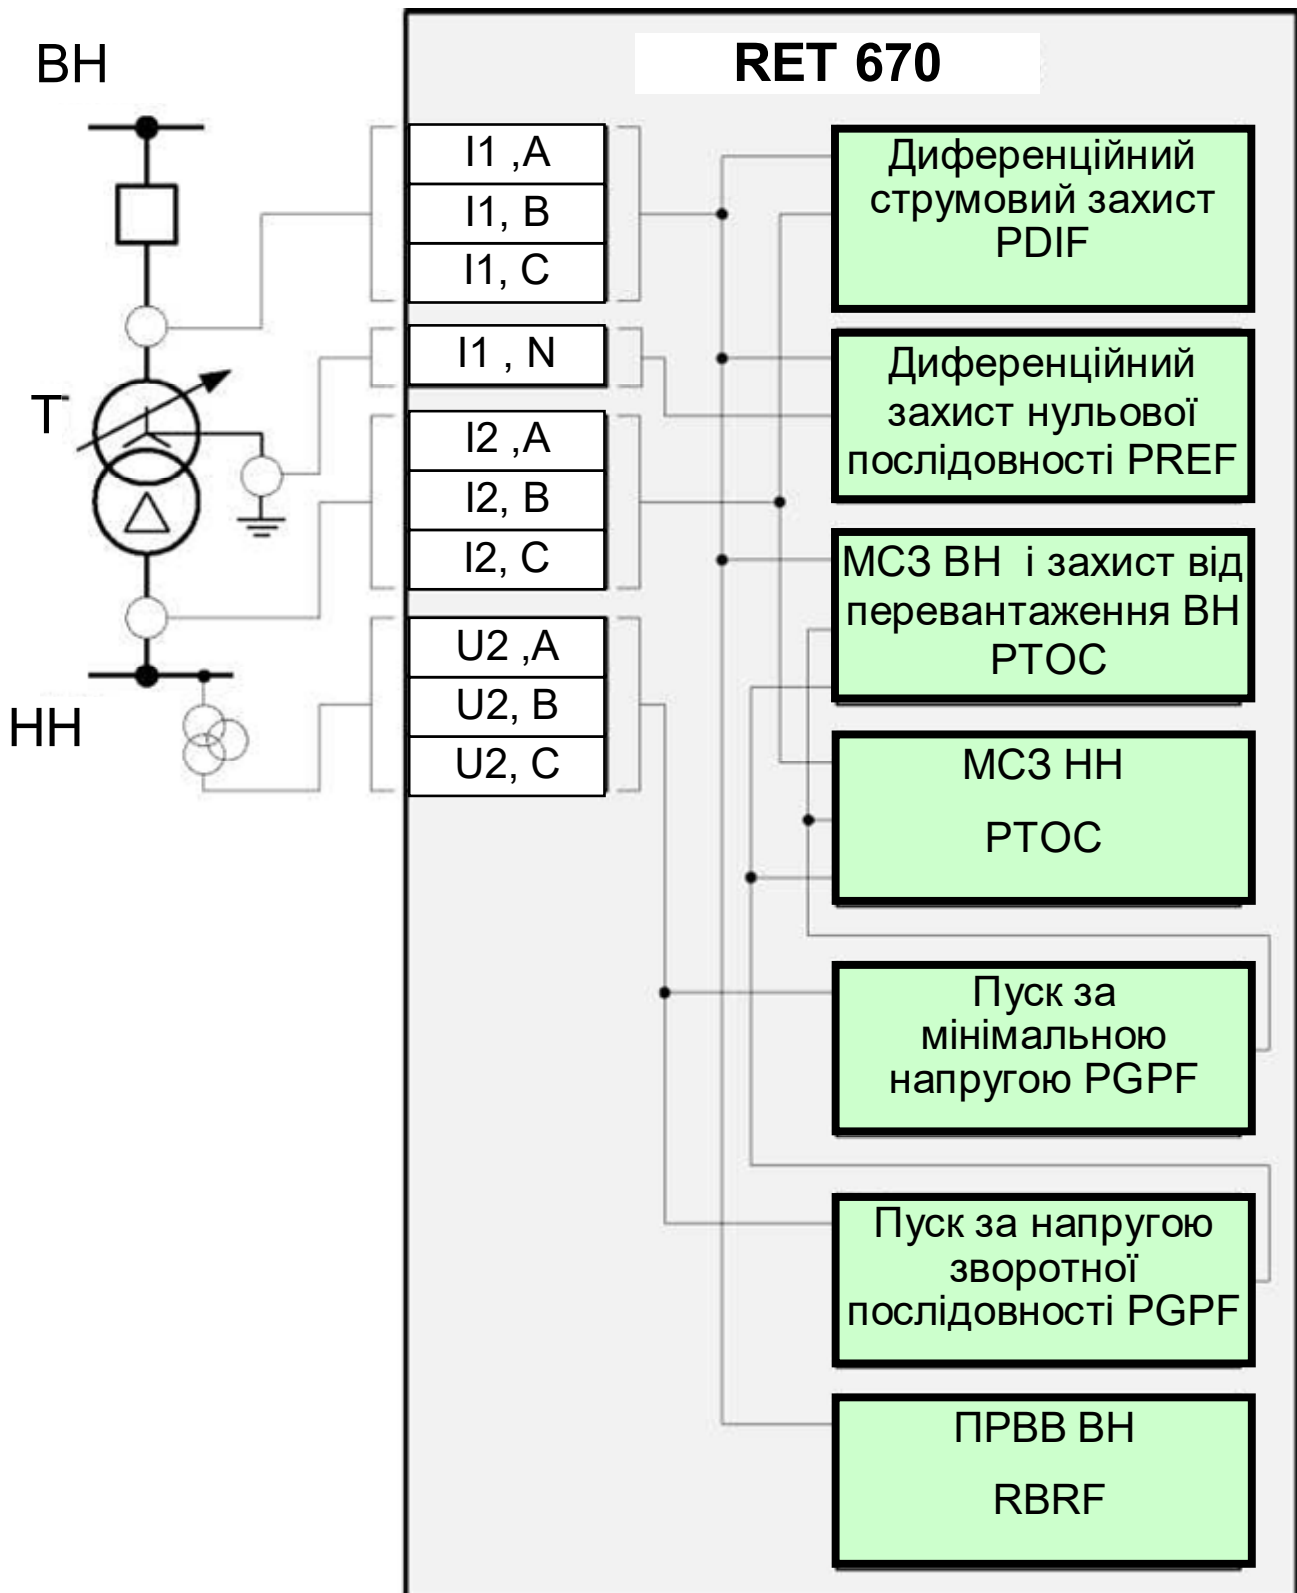 RET 670
ВН
I1 ,A
I1, B
I1, C
I1 , N
I2 ,A
I2, B
I2, C
U2 ,A
U2, B
U2, C
Т
НН
Диференційний
струмовий захист
PDIF
Диференційний
захист нульової
послідовності PREF
МСЗ ВН і захист від
перевантаження ВН
PTOC
МСЗ НН
PTOC
Пуск за
мінімальною
напругою PGPF
Пуск за напругою
зворотної
послідовності PGPF
ПРВВ ВН
RBRF